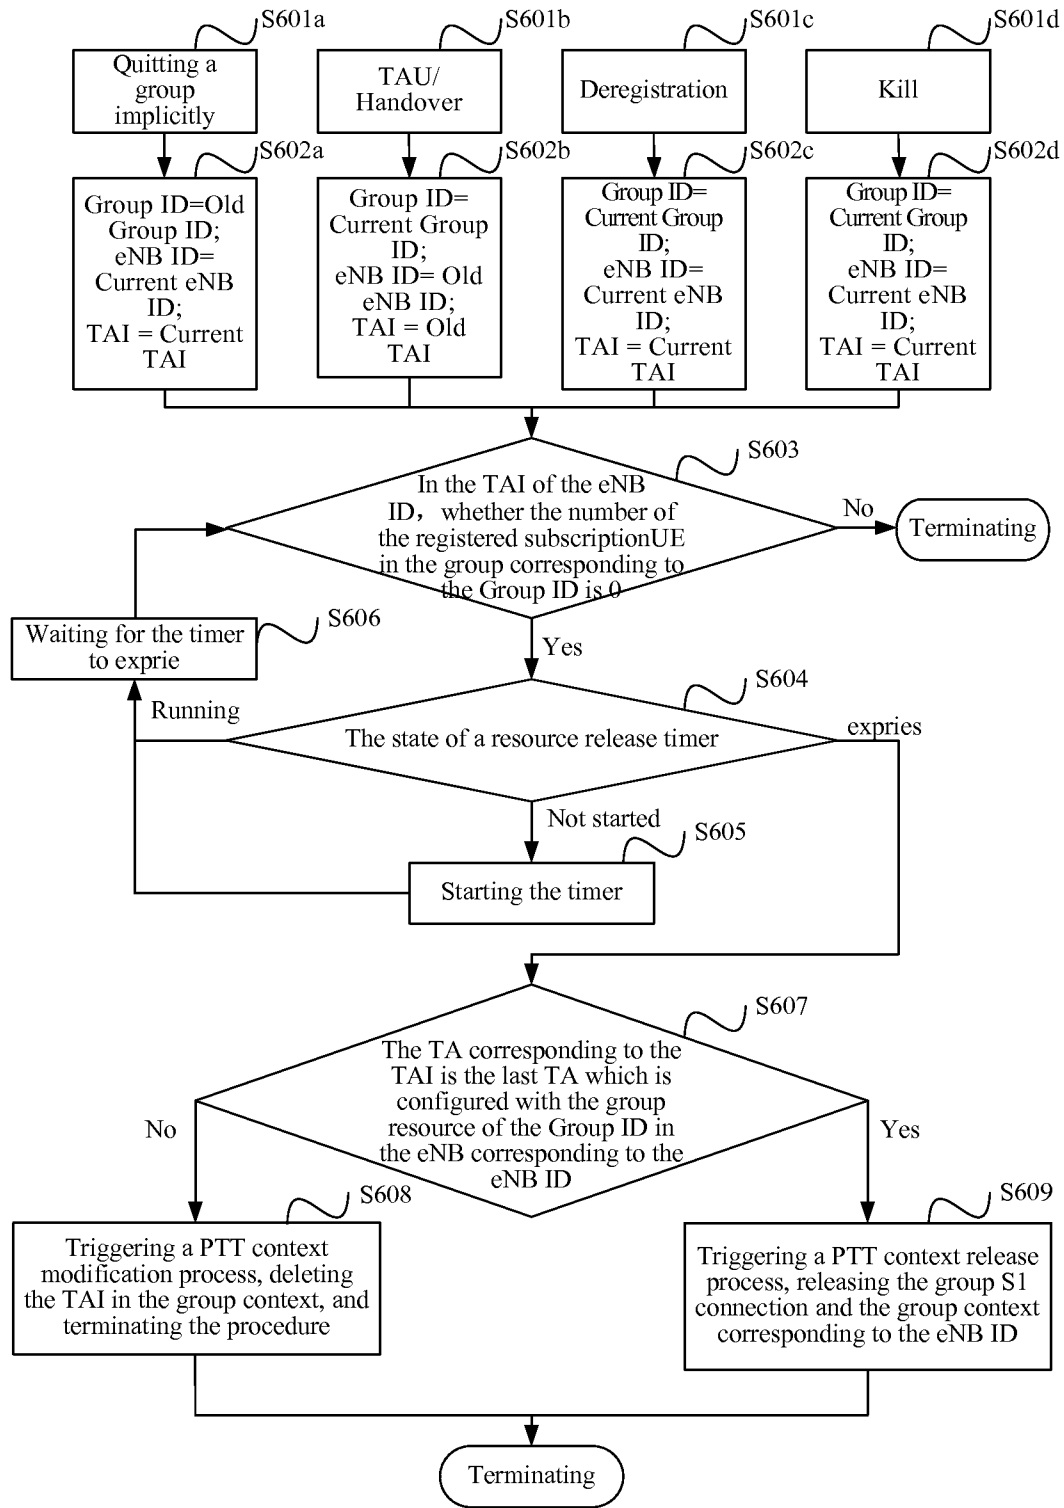 S601a
S601b
S601c
S601d
Quitting a
group
implicitly
TAU/
Handover
Deregistration
Kill
S602a
S602b
S602c
S602d
Group ID=Old
Group ID;
eNB ID=
Current eNB
ID;
TAI = Current
TAI
Group ID=
Current Group
ID;
eNB ID= Old
eNB ID;
TAI = Old
TAI
Group ID=
Current Group
ID;
eNB ID=
Current eNB
ID;
TAI = Current
TAI
Group ID=
Current Group
ID;
eNB ID=
Current eNB
ID;
TAI = Current
TAI
S603
In the TAI of the eNB
ID，whether the number of
the registered subscriptionUE
in the group corresponding to
the Group ID is 0
No
Terminating
S606
Waiting for the timer
to exprie
Yes
S604
Running
The state of a resource release timer
expries
Not started
S605
Starting the timer
S607
The TA corresponding to the
TAI is the last TA which is
configured with the group
resource of the Group ID in
the eNB corresponding to the
eNB ID
No
Yes
S608
Triggering a PTT context
modification process, deleting
the TAI in the group context, and
terminating the procedure
S609
Triggering a PTT context release
process, releasing the group S1
connection and the group context
corresponding to the eNB ID
Terminating